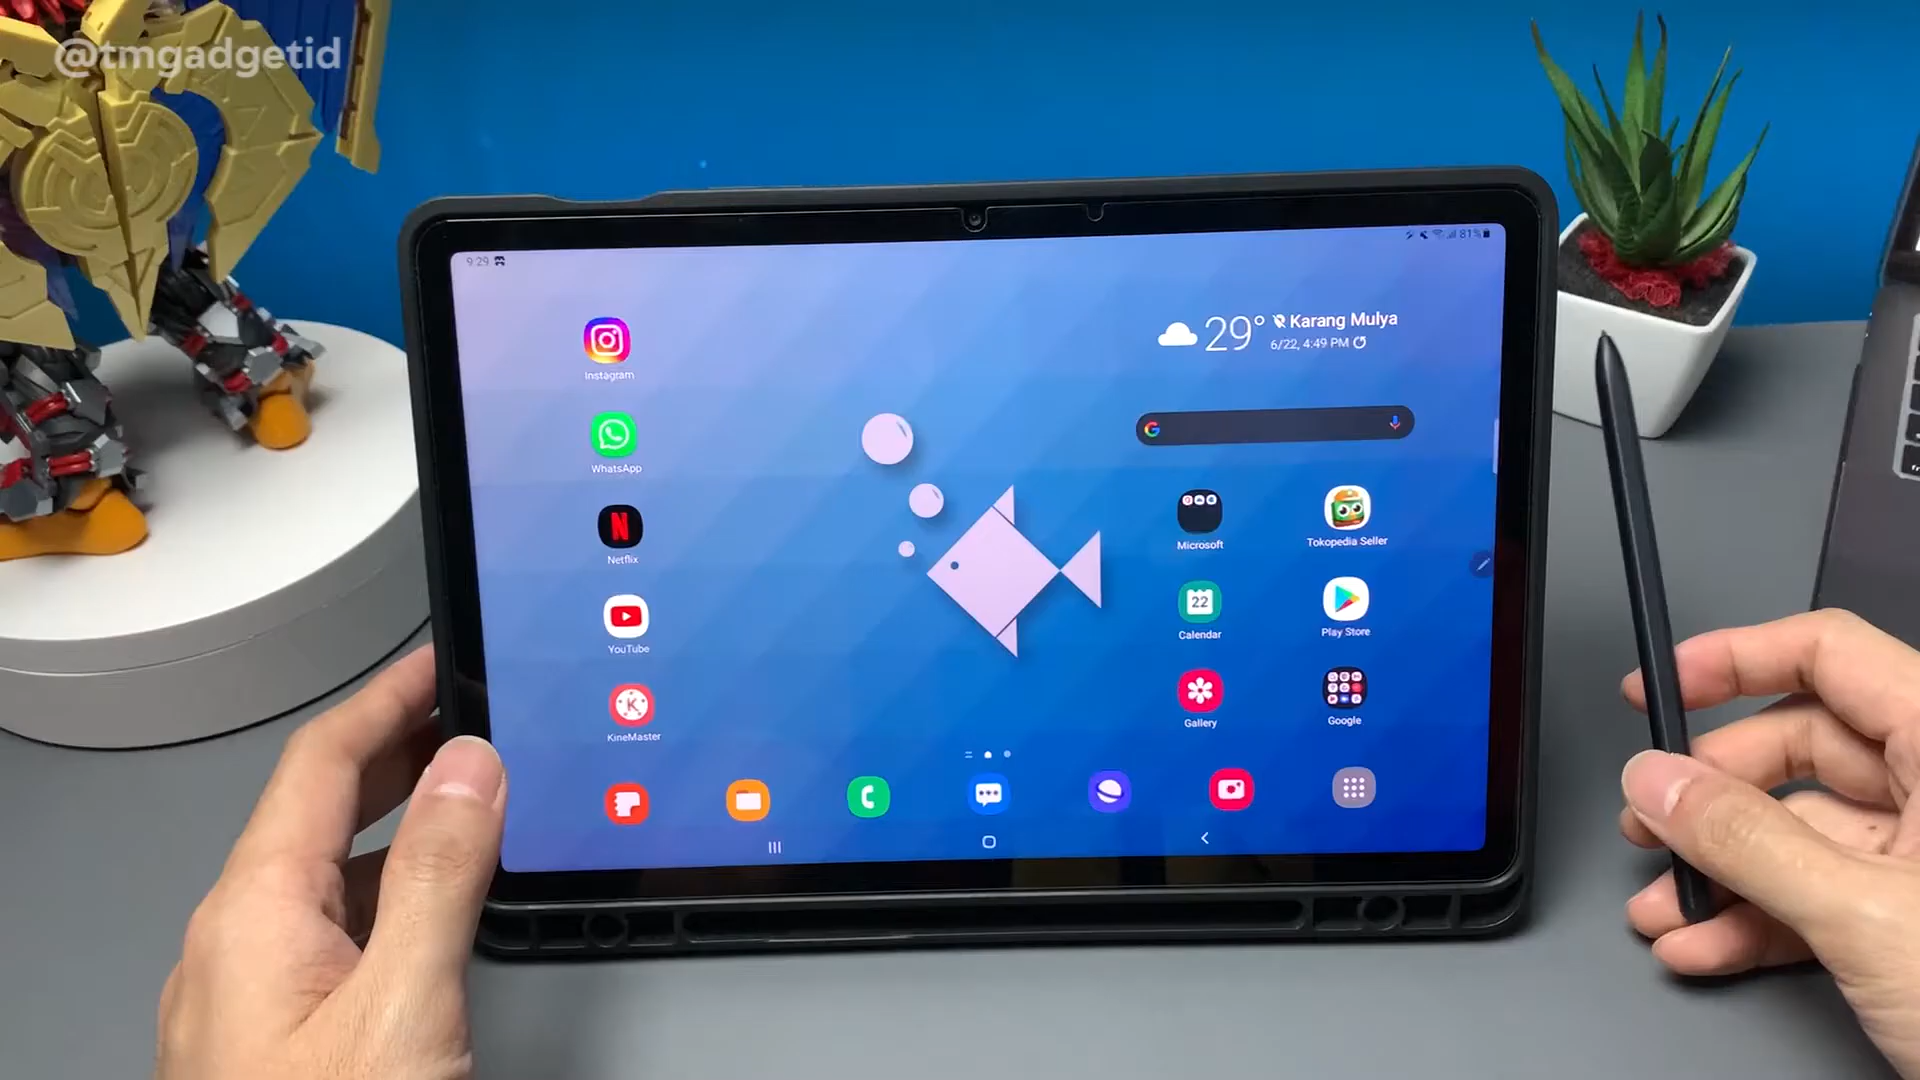 @tmgadgetid
9:29
81%
29°
Karang Mulya
6/22, 4:49 PM
Instagram
WhatsApp
N
Netflix
YouTube
K
KineMaster
G
Microsoft
Tokopedia Seller
22
Calendar
Play Store
Gallery
Google